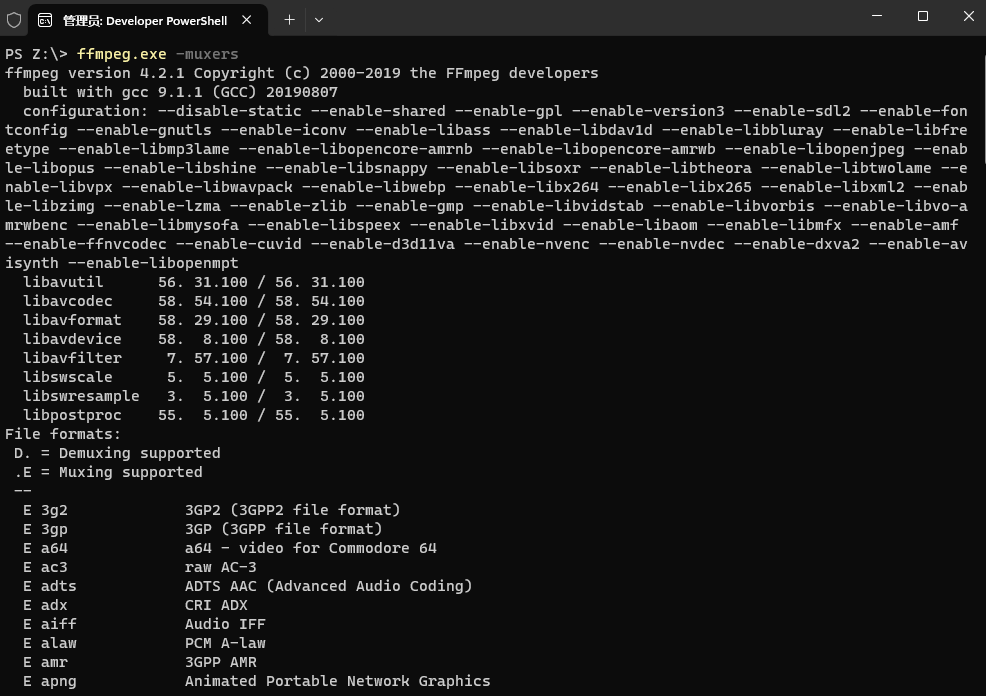 管理员: Developer PowerShell
PS Z:\> ffmpeg.exe -muxers
ffmpeg version 4.2.1 Copyright (c) 2000-2019 the FFmpeg developers
  built with gcc 9.1.1 (GCC) 20190807
  configuration: --disable-static --enable-shared --enable-gpl --enable-version3 --enable-sdl2 --enable-fon
tconfig --enable-gnutls --enable-iconv --enable-libass --enable-libdav1d --enable-libbluray --enable-libfre
etype --enable-libmp3lame --enable-libopencore-amrnb --enable-libopencore-amrwb --enable-libopenjpeg --enab
le-libopus --enable-libshine --enable-libsnappy --enable-libsoxr --enable-libtheora --enable-libtwolame --e
nable-libvpx --enable-libwavpack --enable-libwebp --enable-libx264 --enable-libx265 --enable-libxml2 --enab
le-libzimg --enable-lzma --enable-zlib --enable-gmp --enable-libvidstab --enable-libvorbis --enable-libvo-a
mrwbenc --enable-libmysofa --enable-libspeex --enable-libxvid --enable-libaom --enable-libmfx --enable-amf
--enable-ffnvcodec --enable-cuvid --enable-d3d11va --enable-nvenc --enable-nvdec --enable-dxva2 --enable-av
isynth --enable-libopenmpt
  libavutil      56. 31.100 / 56. 31.100
  libavcodec     58. 54.100 / 58. 54.100
  libavformat    58. 29.100 / 58. 29.100
  libavdevice    58.  8.100 / 58.  8.100
  libavfilter     7. 57.100 /  7. 57.100
  libswscale      5.  5.100 /  5.  5.100
  libswresample   3.  5.100 /  3.  5.100
  libpostproc    55.  5.100 / 55.  5.100
File formats:
 D. = Demuxing supported
 .E = Muxing supported
 --
  E 3g2             3GP2 (3GPP2 file format)
  E 3gp             3GP (3GPP file format)
  E a64             a64 - video for Commodore 64
  E ac3             raw AC-3
  E adts            ADTS AAC (Advanced Audio Coding)
  E adx             CRI ADX
  E aiff            Audio IFF
  E alaw            PCM A-law
  E amr             3GPP AMR
  E apng            Animated Portable Network Graphics